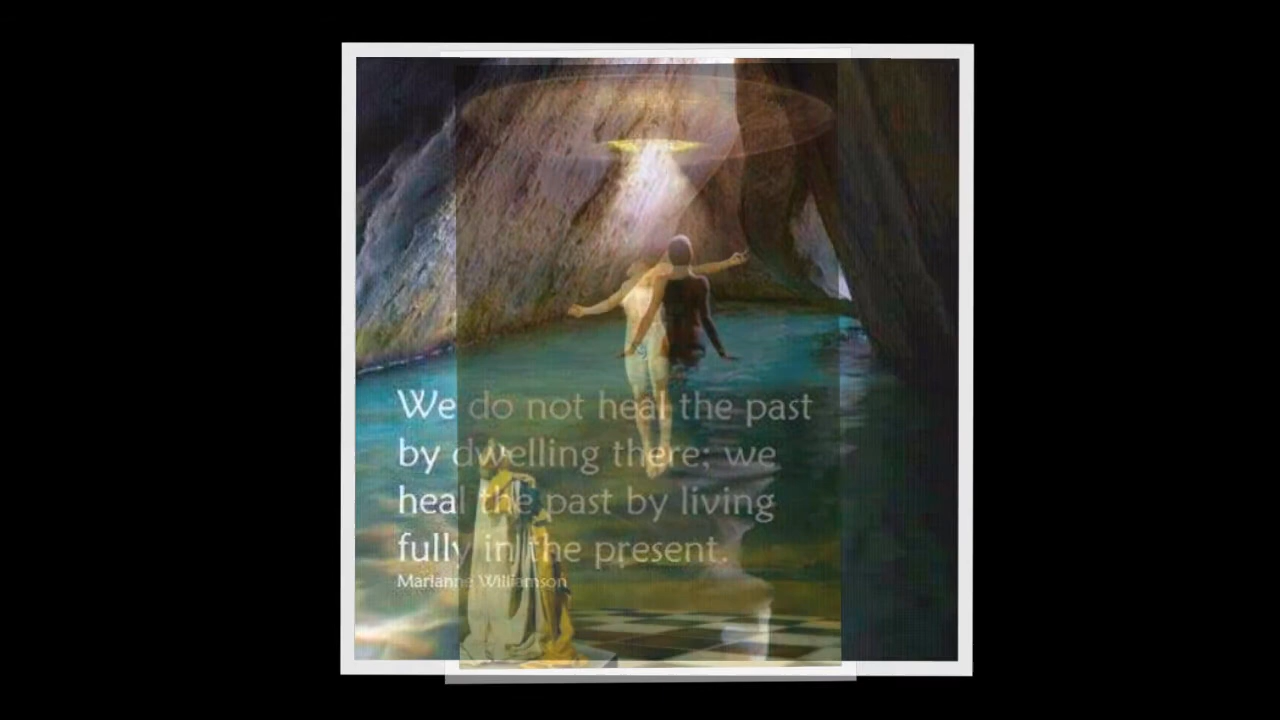 We do not heal the past
by dwelling there; we
heal the past by living
fully in the present.
Marianne Williamson